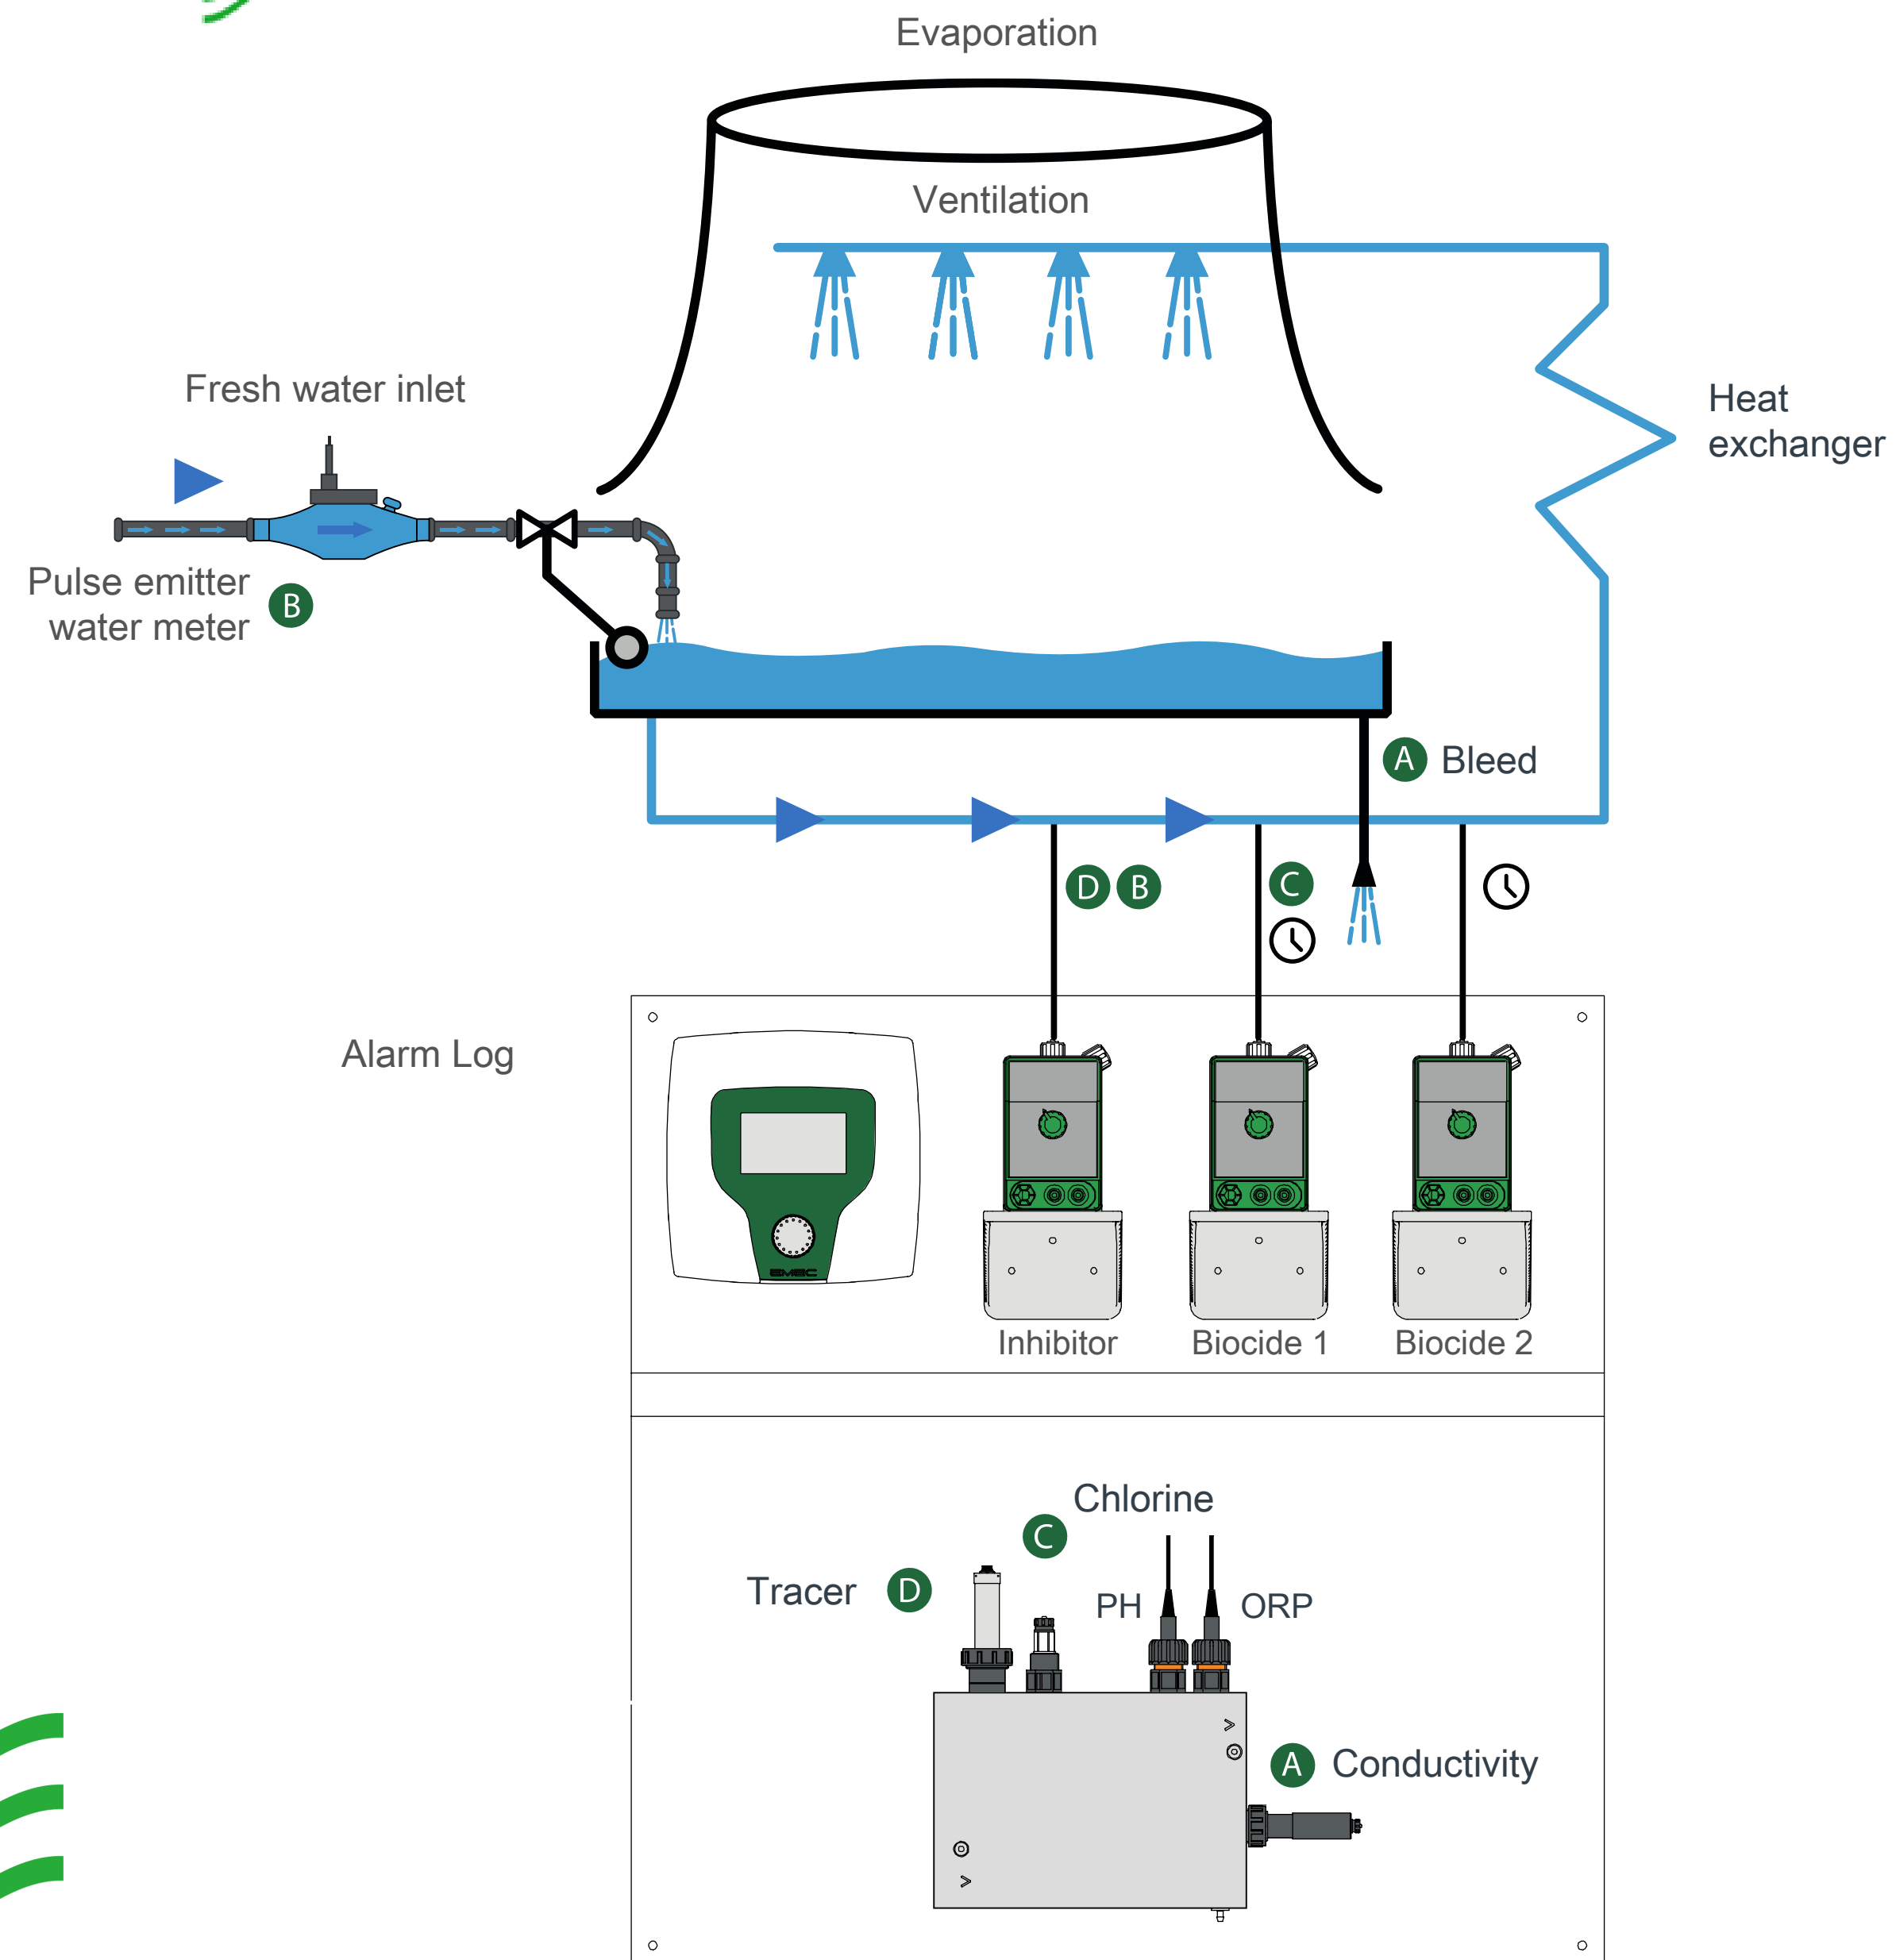 Evaporation
Ventilation
Fresh water inlet
Heat
exchanger
Pulse emitter
water meter
B
A Bleed
D B
C
Alarm Log
EMEC
Inhibitor
Biocide 1
Biocide 2
Chlorine
C
Tracer D
PH
ORP
A Conductivity